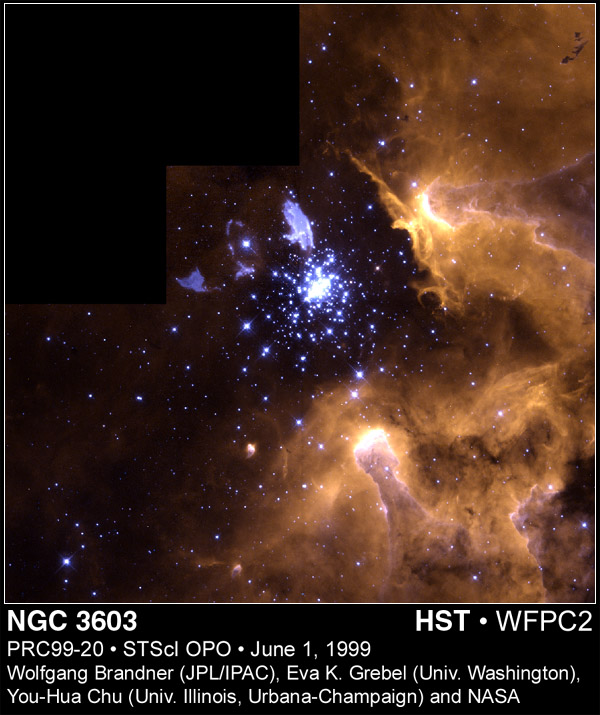 NGC 3603 HST • WFPC2
PRC99-20 • STScI OPO • June 1, 1999
Wolfgang Brandner (JPL/IPAC), Eva K. Grebel (Univ. Washington),
You-Hua Chu (Univ. Illinois, Urbana-Champaign) and NASA